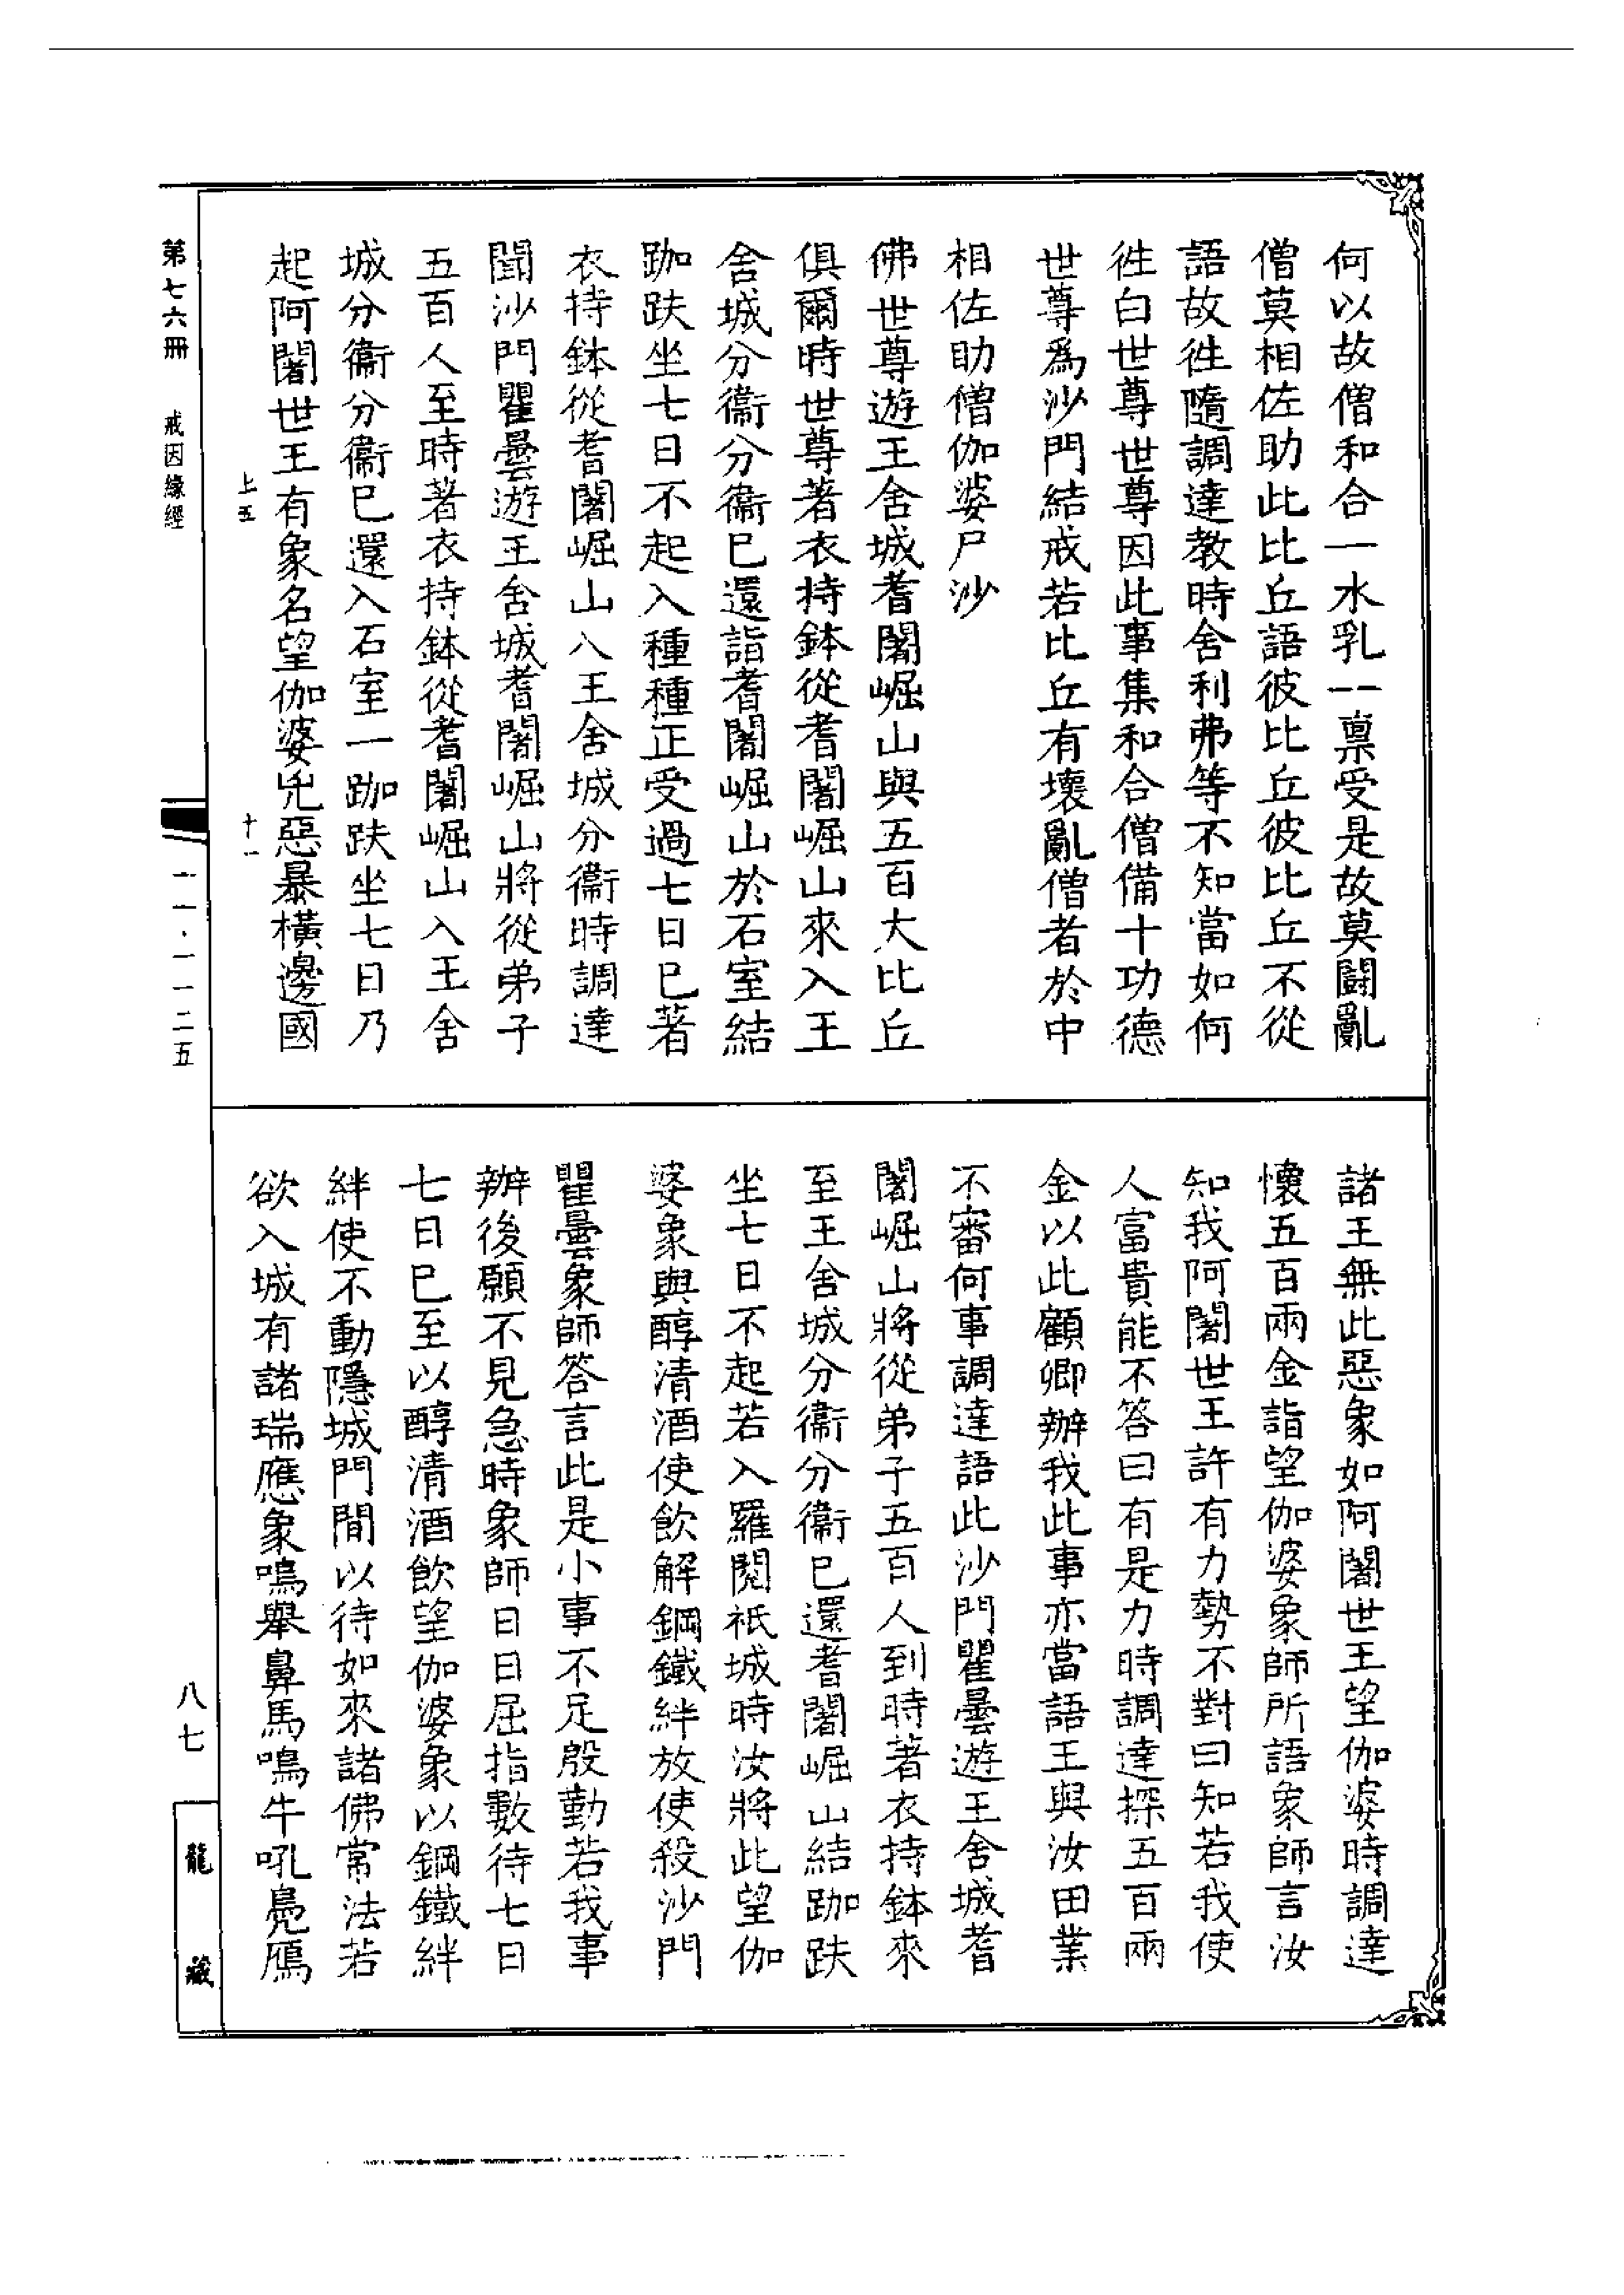 何以故僧和合一水乳一稟受是故莫鬪亂
僧莫相佐助此比丘語彼比丘彼比丘不從
語故徃隨調達教時舍利弗等不知當如何
徃白世尊世尊因此事集和合僧備十功德
世尊爲沙門結戒若比丘有壞亂僧者於中
相佐助僧伽婆尸沙
佛世尊遊王舍城耆闍崛山與五百大比丘
俱爾時世尊著衣持鉢從耆闍崛山來入王
舍城分衞分衞已還詣耆闍崛山於石室結
跏趺坐七日不起入種種正受過七日已著
衣持鉢從耆闍崛山入王舍城分衞時調達
聞沙門瞿曇遊王舍城耆闍崛山將從弟子
五百人至時著衣持鉢從耆闍崛山入王舍
城分衞分衞已還入石室一跏趺坐七日乃
起阿闍世王有象名望伽婆兇惡暴橫邊國
諸王無此惡象如阿闍世王望伽婆時調達
懷五百兩金詣望伽婆象師所語象師言汝
知我阿闍世王許有力勢不對曰知若我使
人富貴能不答曰有是力時調達探五百兩
金以此顧卿辦我此事亦當語王與汝田業
不審何事調達語此沙門瞿曇遊王舍城耆
闍崛山將從弟子五百人到時著衣持鉢來
至王舍城分衞分衞已還耆闍崛山結跏趺
坐七日不起若入羅閱祇城時汝將此望伽
婆象與醇清酒使飲解鋼鐵絆放使殺沙門
瞿曇象師答言此是小事不足殷勤若我事
辦後願不見急時象師日日屈指數待七日
七日已至以醇清酒飲望伽婆象以鋼鐵絆
絆使不動隱城門間以待如來諸佛常法若
欲入城有諸瑞應象鳴舉鼻馬鳴牛吼鳧鴈
上五
十一
第七六冊
戒因緣經
一一·一一二五
八七
龍藏